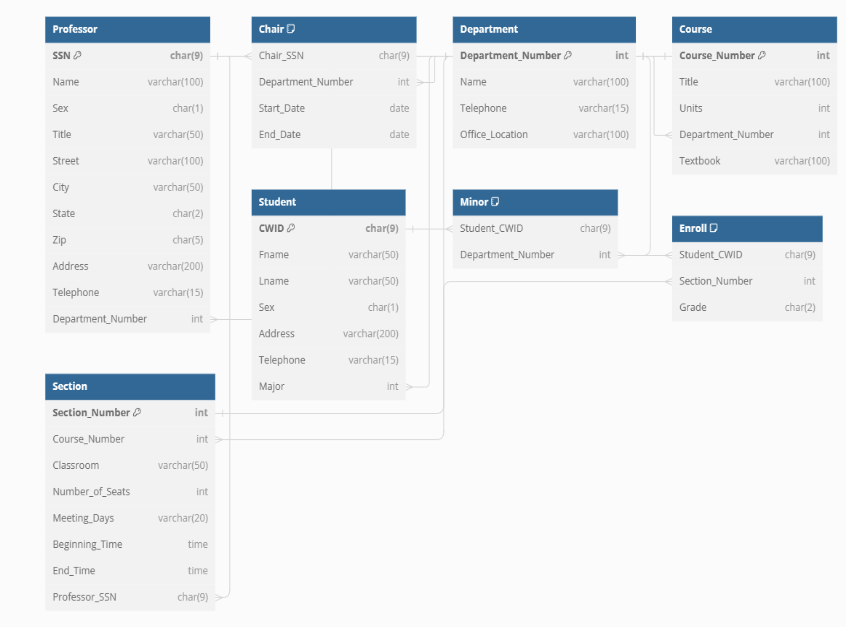 Professor
SSN char(9)
Name varchar(100)
Sex char(1)
Title varchar(50)
Street varchar(100)
City varchar(50)
State char(2)
Zip char(5)
Address varchar(200)
Telephone varchar(15)
Department_Number int
Chair
Chair_SSN char(9)
Department_Number int
Start_Date date
End_Date date
Department
Department_Number int
Name varchar(100)
Telephone varchar(15)
Office_Location varchar(100)
Course
Course_Number int
Title varchar(100)
Units int
Department_Number int
Textbook varchar(100)
Student
CWID char(9)
Fname varchar(50)
Lname varchar(50)
Sex char(1)
Address varchar(200)
Telephone varchar(15)
Major int
Minor
Student_CWID char(9)
Department_Number int
Enroll
Student_CWID char(9)
Section_Number int
Grade char(2)
Section
Section_Number int
Course_Number int
Classroom varchar(50)
Number_of_Seats int
Meeting_Days varchar(20)
Beginning_Time time
End_Time time
Professor_SSN char(9)